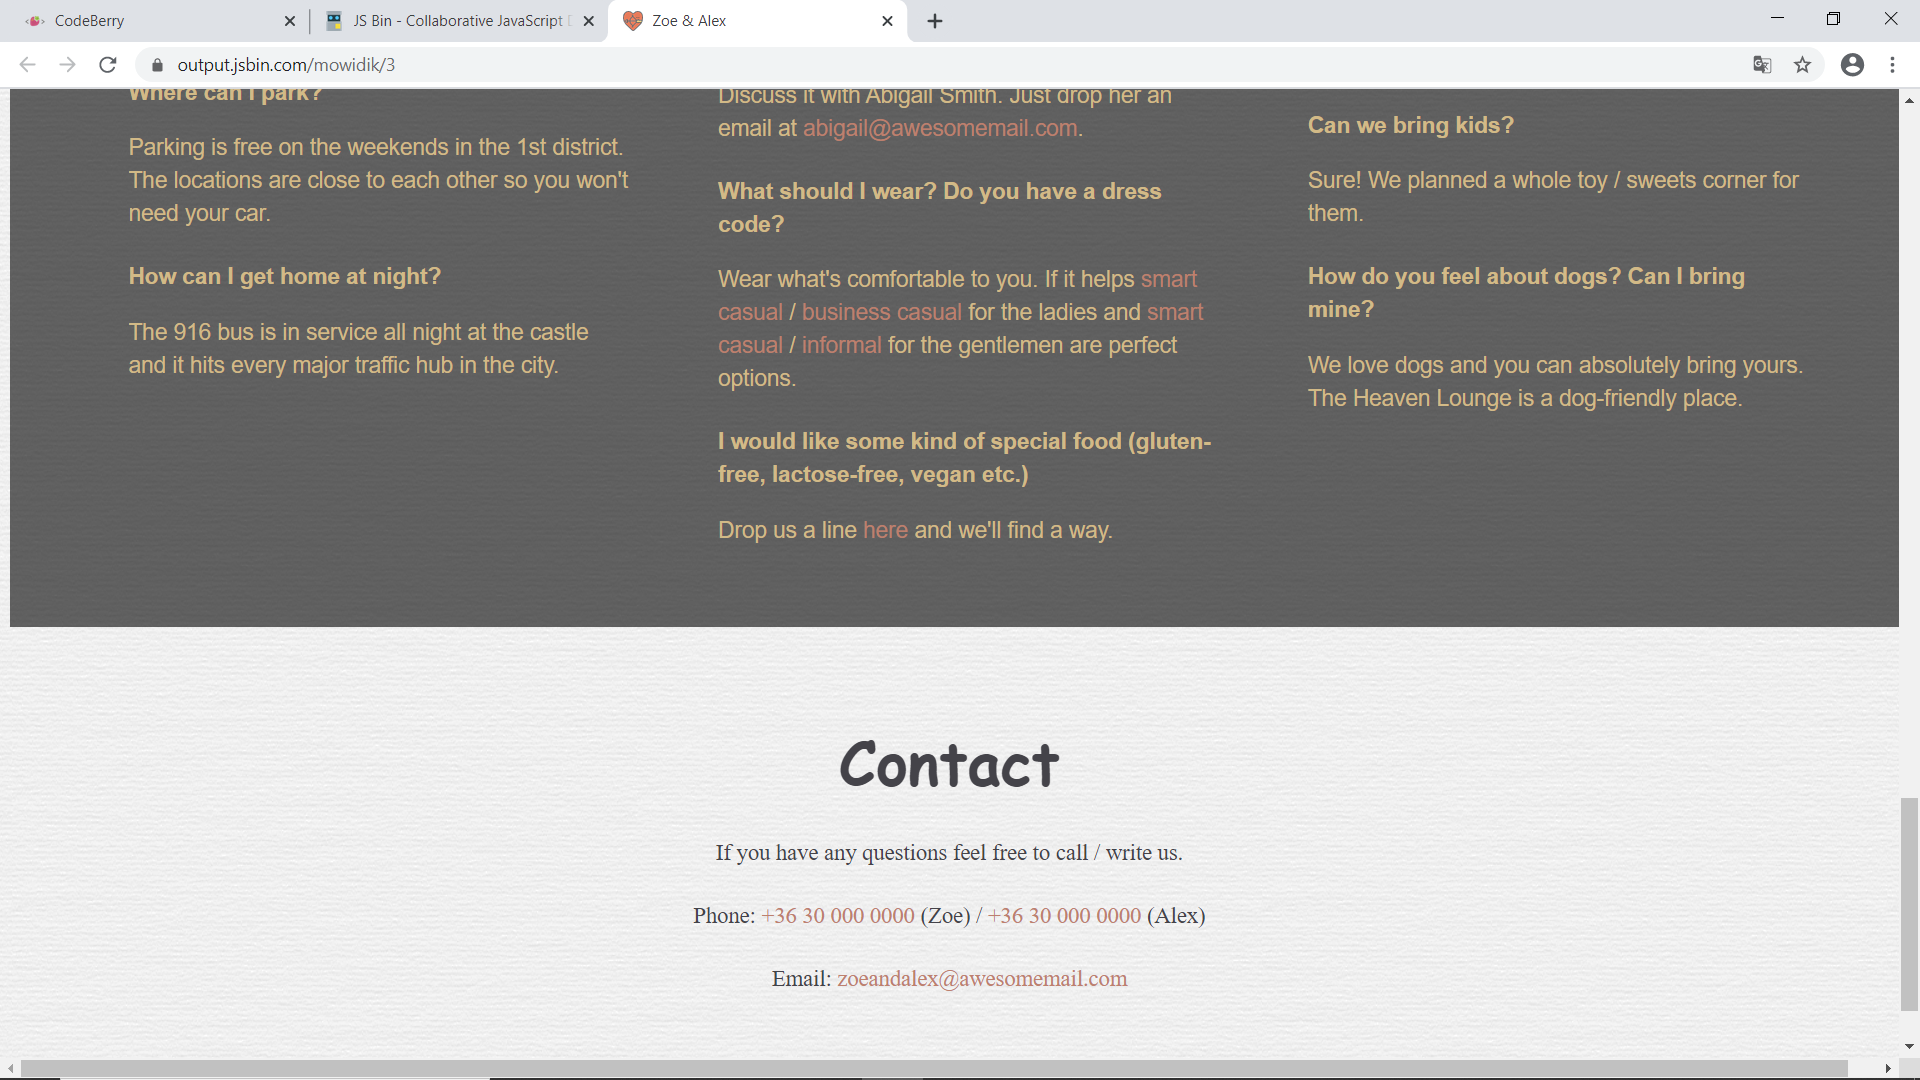 CodeBerry
JS Bin - Collaborative JavaScript
Zoe & Alex
output.jsbin.com/mowidik/3
Where can I park?
Parking is free on the weekends in the 1st district.
The locations are close to each other so you won't
need your car.
How can I get home at night?
The 916 bus is in service all night at the castle
and it hits every major traffic hub in the city.
Discuss it with Abigail Smith. Just drop her an
email at abigail@awesomemail.com.
What should I wear? Do you have a dress
code?
Wear what's comfortable to you. If it helps smart
casual / business casual for the ladies and smart
casual / informal for the gentlemen are perfect
options.
I would like some kind of special food (gluten-
free, lactose-free, vegan etc.)
Drop us a line here and we'll find a way.
Can we bring kids?
Sure! We planned a whole toy / sweets corner for
them.
How do you feel about dogs? Can I bring
mine?
We love dogs and you can absolutely bring yours.
The Heaven Lounge is a dog-friendly place.
Contact
If you have any questions feel free to call / write us.
Phone: +36 30 000 0000 (Zoe) / +36 30 000 0000 (Alex)
Email: zoeandalex@awesomemail.com